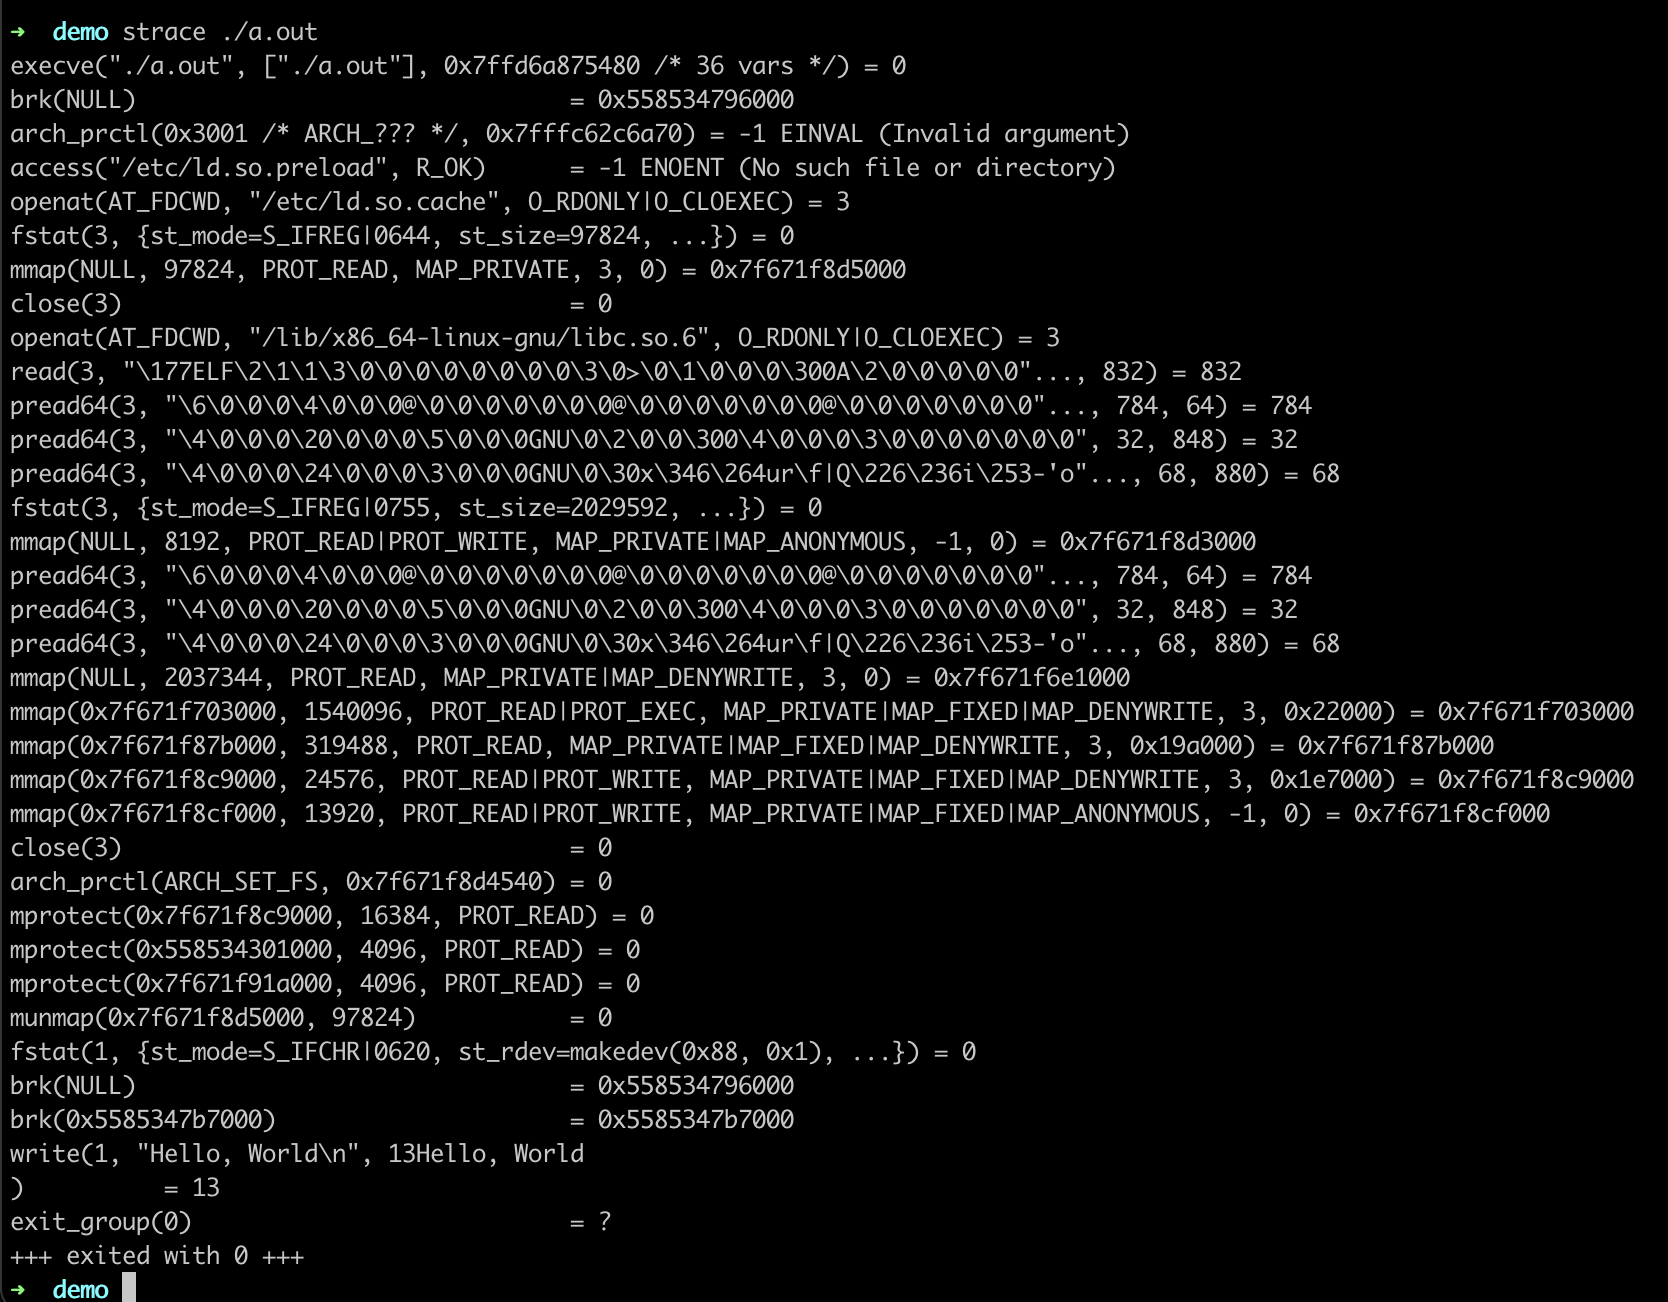 ➜  demo strace ./a.out
execve("./a.out", ["./a.out"], 0x7ffd6a875480 /* 36 vars */) = 0
brk(NULL)                               = 0x558534796000
arch_prctl(0x3001 /* ARCH_??? */, 0x7fffc62c6a70) = -1 EINVAL (Invalid argument)
access("/etc/ld.so.preload", R_OK)      = -1 ENOENT (No such file or directory)
openat(AT_FDCWD, "/etc/ld.so.cache", O_RDONLY|O_CLOEXEC) = 3
fstat(3, {st_mode=S_IFREG|0644, st_size=97824, ...}) = 0
mmap(NULL, 97824, PROT_READ, MAP_PRIVATE, 3, 0) = 0x7f671f8d5000
close(3)                                = 0
openat(AT_FDCWD, "/lib/x86_64-linux-gnu/libc.so.6", O_RDONLY|O_CLOEXEC) = 3
read(3, "\177ELF\2\1\1\3\0\0\0\0\0\0\0\0\3\0>\0\1\0\0\0\300A\2\0\0\0\0\0"..., 832) = 832
pread64(3, "\6\0\0\0\4\0\0\0@\0\0\0\0\0\0\0@\0\0\0\0\0\0\0@\0\0\0\0\0\0\0"..., 784, 64) = 784
pread64(3, "\4\0\0\0\20\0\0\0\5\0\0\0GNU\0\2\0\0\300\4\0\0\0\3\0\0\0\0\0\0\0", 32, 848) = 32
pread64(3, "\4\0\0\0\24\0\0\0\3\0\0\0GNU\0\30x\346\264ur\f|Q\226\236i\253-'o"..., 68, 880) = 68
fstat(3, {st_mode=S_IFREG|0755, st_size=2029592, ...}) = 0
mmap(NULL, 8192, PROT_READ|PROT_WRITE, MAP_PRIVATE|MAP_ANONYMOUS, -1, 0) = 0x7f671f8d3000
pread64(3, "\6\0\0\0\4\0\0\0@\0\0\0\0\0\0\0@\0\0\0\0\0\0\0@\0\0\0\0\0\0\0"..., 784, 64) = 784
pread64(3, "\4\0\0\0\20\0\0\0\5\0\0\0GNU\0\2\0\0\300\4\0\0\0\3\0\0\0\0\0\0\0", 32, 848) = 32
pread64(3, "\4\0\0\0\24\0\0\0\3\0\0\0GNU\0\30x\346\264ur\f|Q\226\236i\253-'o"..., 68, 880) = 68
mmap(NULL, 2037344, PROT_READ, MAP_PRIVATE|MAP_DENYWRITE, 3, 0) = 0x7f671f6e1000
mmap(0x7f671f703000, 1540096, PROT_READ|PROT_EXEC, MAP_PRIVATE|MAP_FIXED|MAP_DENYWRITE, 3, 0x22000) = 0x7f671f703000
mmap(0x7f671f87b000, 319488, PROT_READ, MAP_PRIVATE|MAP_FIXED|MAP_DENYWRITE, 3, 0x19a000) = 0x7f671f87b000
mmap(0x7f671f8c9000, 24576, PROT_READ|PROT_WRITE, MAP_PRIVATE|MAP_FIXED|MAP_DENYWRITE, 3, 0x1e7000) = 0x7f671f8c9000
mmap(0x7f671f8cf000, 13920, PROT_READ|PROT_WRITE, MAP_PRIVATE|MAP_FIXED|MAP_ANONYMOUS, -1, 0) = 0x7f671f8cf000
close(3)                                = 0
arch_prctl(ARCH_SET_FS, 0x7f671f8d4540) = 0
mprotect(0x7f671f8c9000, 16384, PROT_READ) = 0
mprotect(0x558534301000, 4096, PROT_READ) = 0
mprotect(0x7f671f91a000, 4096, PROT_READ) = 0
munmap(0x7f671f8d5000, 97824)           = 0
fstat(1, {st_mode=S_IFCHR|0620, st_rdev=makedev(0x88, 0x1), ...}) = 0
brk(NULL)                               = 0x558534796000
brk(0x5585347b7000)                     = 0x5585347b7000
write(1, "Hello, World\n", 13Hello, World
)          = 13
exit_group(0)                           = ?
+++ exited with 0 +++
➜  demo